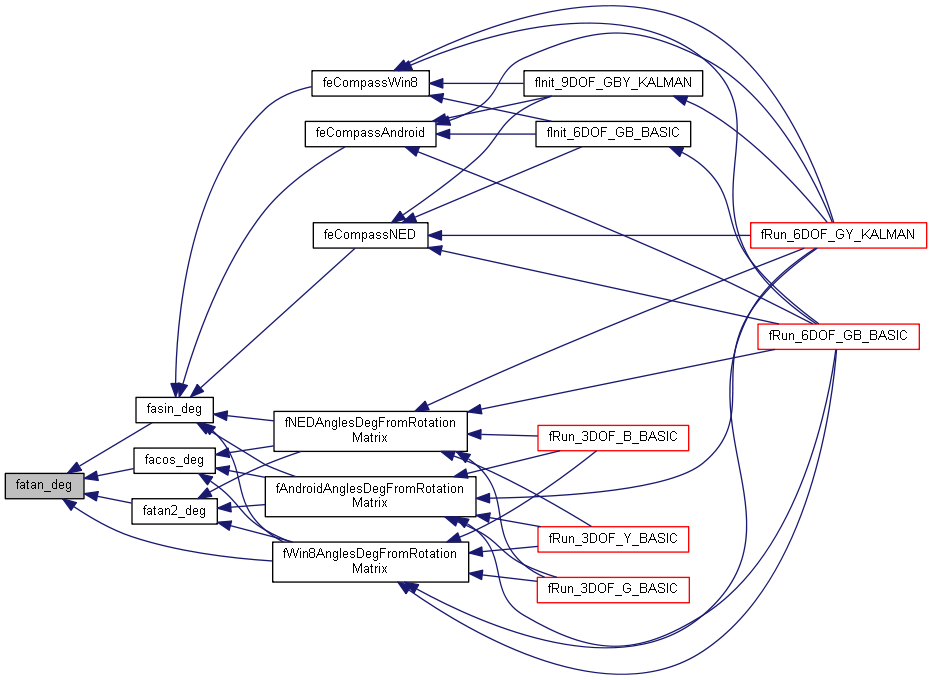 feCompassWin8
fInit_9DOF_GBY_KALMAN
feCompassAndroid
fInit_6DOF_GB_BASIC
feCompassNED
fRun_6DOF_GY_KALMAN
fRun_6DOF_GB_BASIC
fasin_deg
fNEDAnglesDegFromRotation
Matrix
fRun_3DOF_B_BASIC
facos_deg
fatan_deg
fAndroidAnglesDegFromRotation
Matrix
fatan2_deg
fRun_3DOF_Y_BASIC
fWin8AnglesDegFromRotation
Matrix
fRun_3DOF_G_BASIC